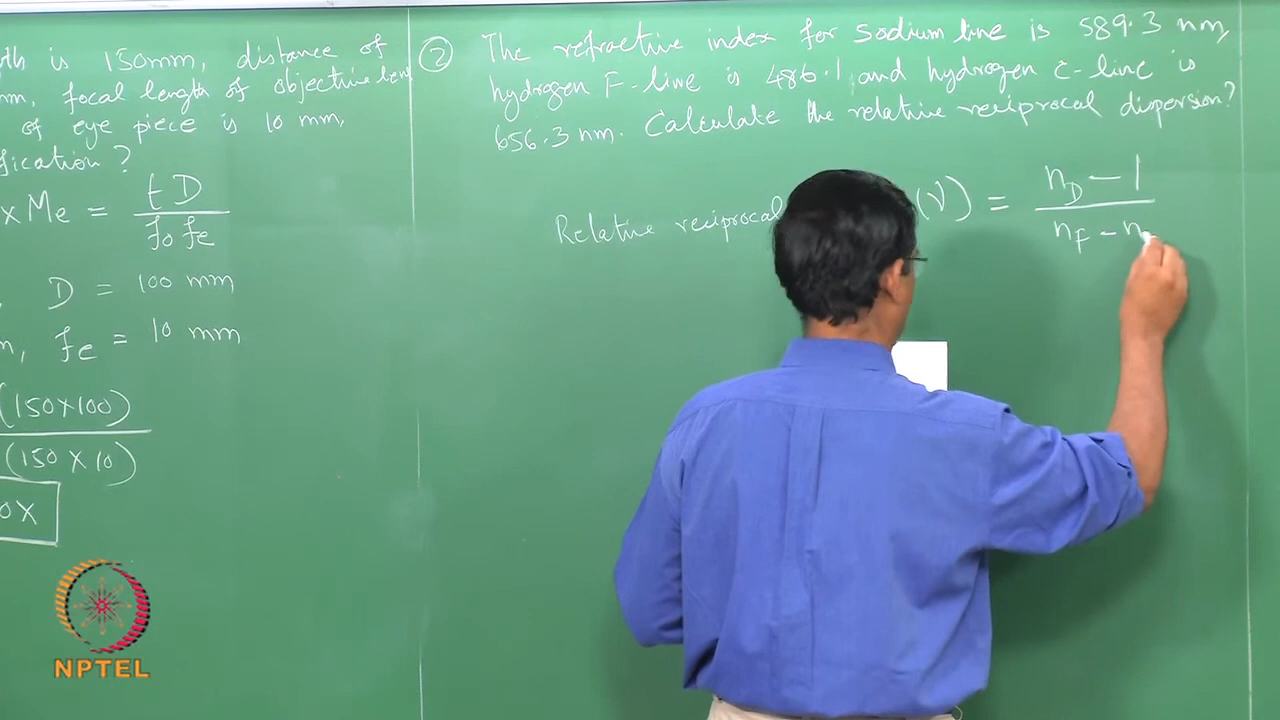 is 150mm, distance of
mm, focal length of objective lens
of eye piece is 10 mm,
fication?
x Me = t D / fo fe
, D = 100 mm
m, fe = 10 mm
(150x100)
(150 X 10)
0X
② The refractive index for sodium line is 589.3 nm,
hydrogen F-line is 486.1, and hydrogen c-line is
656.3 nm. Calculate the relative reciprocal dispersion?
Relative reciprocal (V) = nD - 1 / nF - n
NPTEL